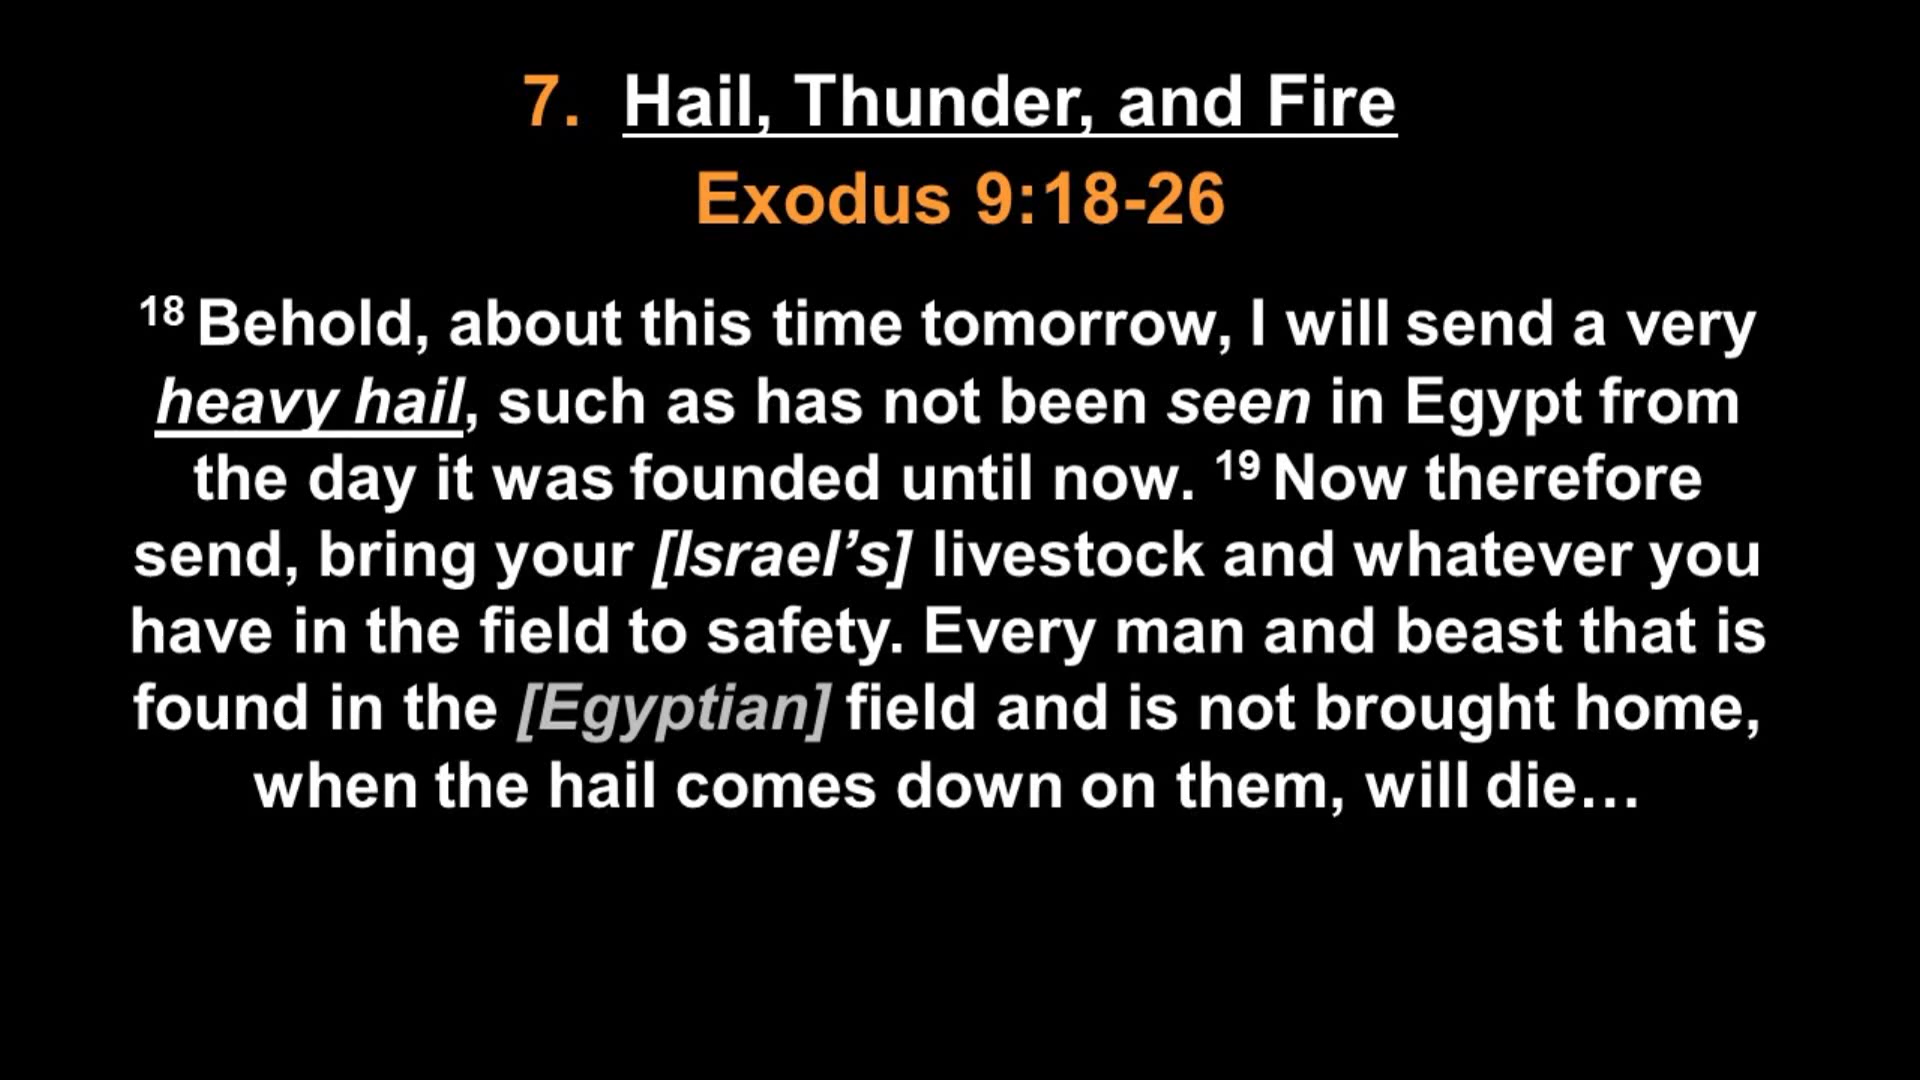 7. Hail, Thunder, and Fire
Exodus 9:18-26
18 Behold, about this time tomorrow, I will send a very
heavy hail, such as has not been seen in Egypt from
the day it was founded until now. 19 Now therefore
send, bring your [Israel’s] livestock and whatever you
have in the field to safety. Every man and beast that is
found in the [Egyptian] field and is not brought home,
when the hail comes down on them, will die…